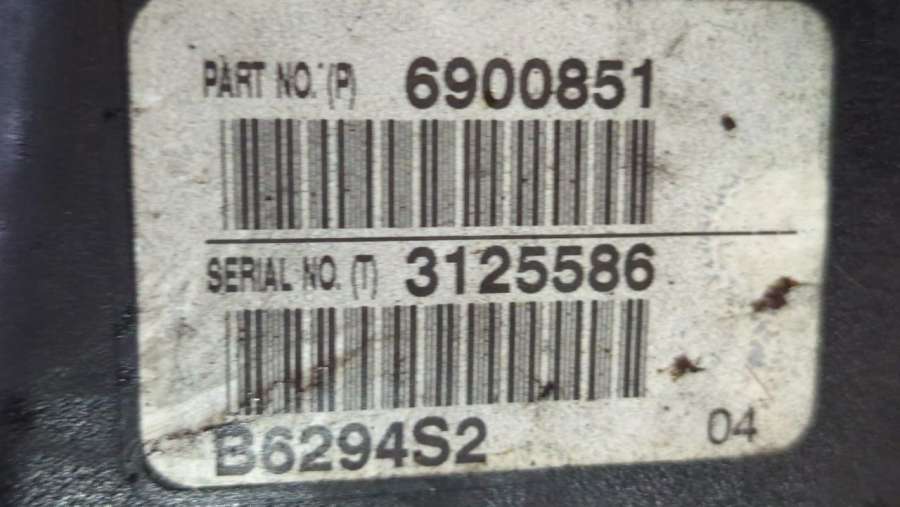 PART NO. (P) 6900851
SERIAL NO. (T) 3125586
B6294S2 04